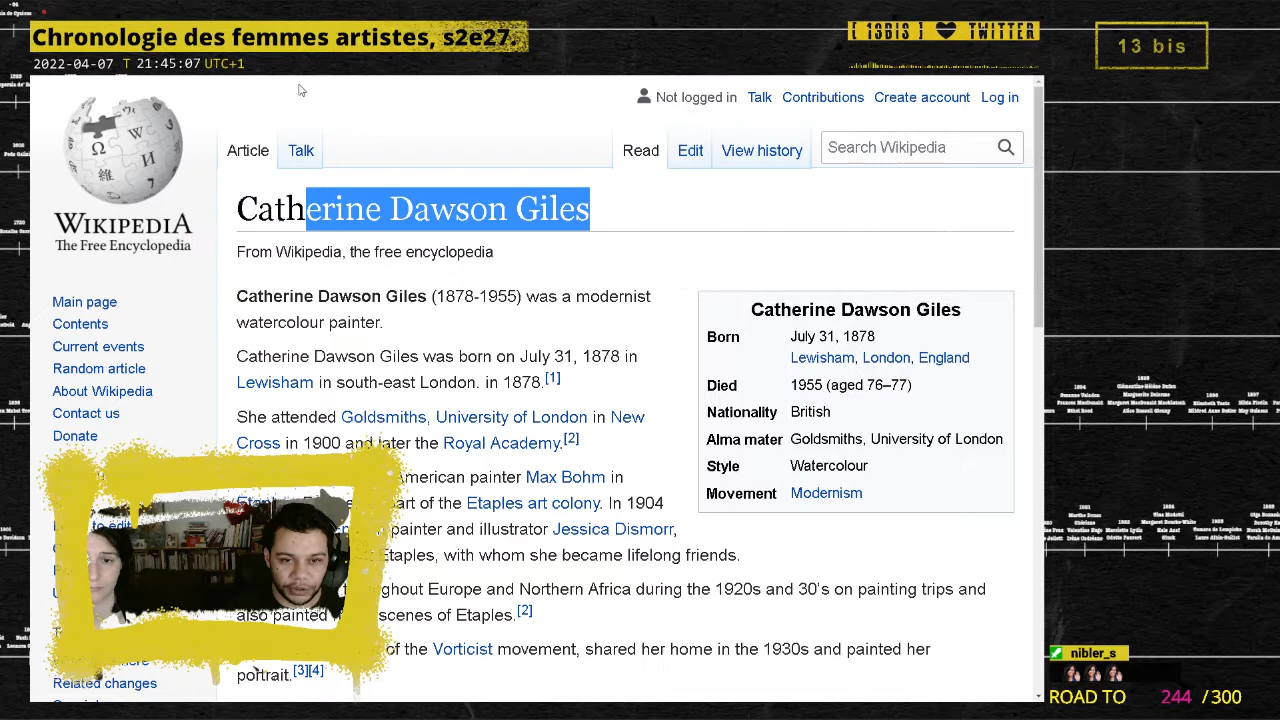 Chronologie des femmes artistes, s2e27.
2022-04-07 T 21:45:07 UTC+1
[ 13BIS ] TWITTER
13 bis
Not logged in Talk Contributions Create account Log in
Article Talk Read Edit View history Search Wikipedia
WIKIPEDIA
The Free Encyclopedia
Catherine Dawson Giles
From Wikipedia, the free encyclopedia
Main page
Contents
Current events
Random article
About Wikipedia
Contact us
Donate
Related changes
Catherine Dawson Giles (1878-1955) was a modernist
watercolour painter.
Catherine Dawson Giles was born on July 31, 1878 in
Lewisham in south-east London. in 1878.[1]
She attended Goldsmiths, University of London in New
Cross in 1900 and later the Royal Academy.[2]
American painter Max Bohm in
art of the Etaples art colony. In 1904
painter and illustrator Jessica Dismorr,
Etaples, with whom she became lifelong friends.
ghout Europe and Northern Africa during the 1920s and 30's on painting trips and
also painted scenes of Etaples.[2]
of the Vorticist movement, shared her home in the 1930s and painted her
portrait.[3][4]
Catherine Dawson Giles
Born July 31, 1878
Lewisham, London, England
Died 1955 (aged 76–77)
Nationality British
Alma mater Goldsmiths, University of London
Style Watercolour
Movement Modernism
nibler_s
ROAD TO 244 /300